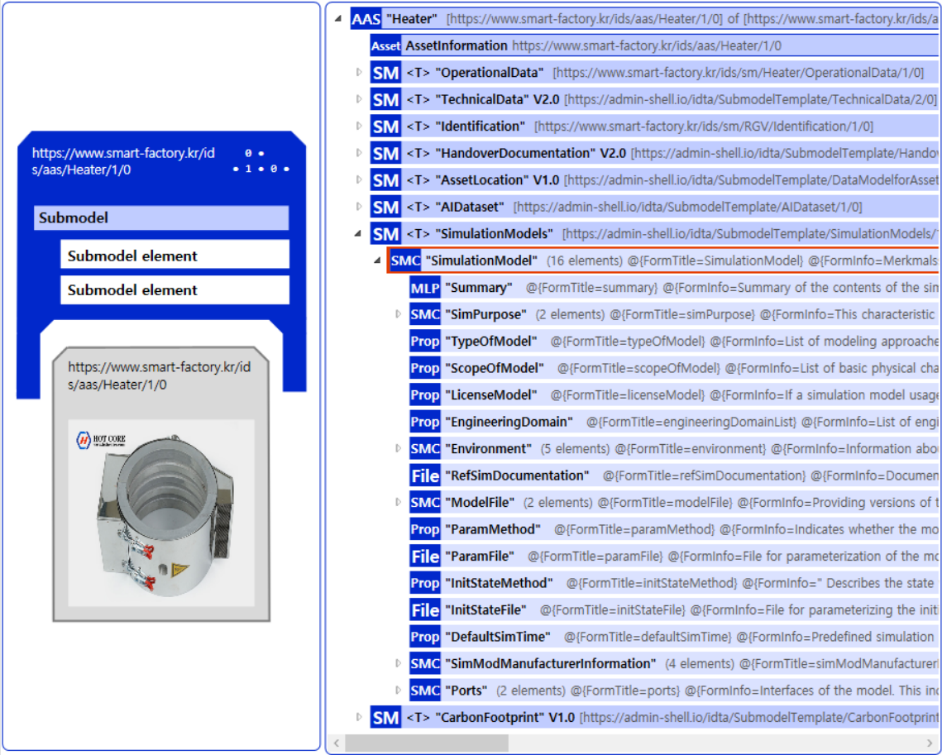 https://www.smart-factory.kr/id
s/aas/Heater/1/0
0
1 0
Submodel
Submodel element
Submodel element
https://www.smart-factory.kr/id
s/aas/Heater/1/0
HOT CORE
AAS "Heater" [https://www.smart-factory.kr/ids/aas/Heater/1/0] of [https://www.smart-factory.kr/ids/a
Asset AssetInformation https://www.smart-factory.kr/ids/aas/Heater/1/0
SM <T> "OperationalData" [https://www.smart-factory.kr/ids/sm/Heater/OperationalData/1/0]
SM <T> "TechnicalData" V2.0 [https://admin-shell.io/idta/SubmodelTemplate/TechnicalData/2/0]
SM <T> "Identification" [https://www.smart-factory.kr/ids/sm/RGV/Identification/1/0]
SM <T> "HandoverDocumentation" V2.0 [https://admin-shell.io/idta/SubmodelTemplate/Handov
SM <T> "AssetLocation" V1.0 [https://admin-shell.io/idta/SubmodelTemplate/DataModelforAsset
SM <T> "AIDataset" [https://admin-shell.io/idta/SubmodelTemplate/AIDataset/1/0]
SM <T> "SimulationModels" [https://admin-shell.io/idta/SubmodelTemplate/SimulationModels/
SMC "SimulationModel" (16 elements) @{FormTitle=SimulationModel} @{FormInfo=Merkmals
MLP "Summary" @{FormTitle=summary} @{FormInfo=Summary of the contents of the sim
SMC "SimPurpose" (2 elements) @{FormTitle=simPurpose} @{FormInfo=This characteristic
Prop "TypeOfModel" @{FormTitle=typeOfModel} @{FormInfo=List of modeling approache
Prop "ScopeOfModel" @{FormTitle=scopeOfModel} @{FormInfo=List of basic physical cha
Prop "LicenseModel" @{FormTitle=licenseModel} @{FormInfo=If a simulation model usag
Prop "EngineeringDomain" @{FormTitle=engineeringDomainList} @{FormInfo=List of engi
SMC "Environment" (5 elements) @{FormTitle=environment} @{FormInfo=Information abo
File "RefSimDocumentation" @{FormTitle=refSimDocumentation} @{FormInfo=Documen
SMC "ModelFile" (2 elements) @{FormTitle=modelFile} @{FormInfo=Providing versions of t
Prop "ParamMethod" @{FormTitle=paramMethod} @{FormInfo=Indicates whether the mo
File "ParamFile" @{FormTitle=paramFile} @{FormInfo=File for parameterization of the mo
Prop "InitStateMethod" @{FormTitle=initStateMethod} @{FormInfo=" Describes the state
File "InitStateFile" @{FormTitle=initStateFile} @{FormInfo=File for parameterizing the init
Prop "DefaultSimTime" @{FormTitle=defaultSimTime} @{FormInfo=Predefined simulation
SMC "SimModManufacturerInformation" (4 elements) @{FormTitle=simModManufacturerI
SMC "Ports" (2 elements) @{FormTitle=ports} @{FormInfo=Interfaces of the model. This inc
SM <T> "CarbonFootprint" V1.0 [https://admin-shell.io/idta/SubmodelTemplate/CarbonFootprint